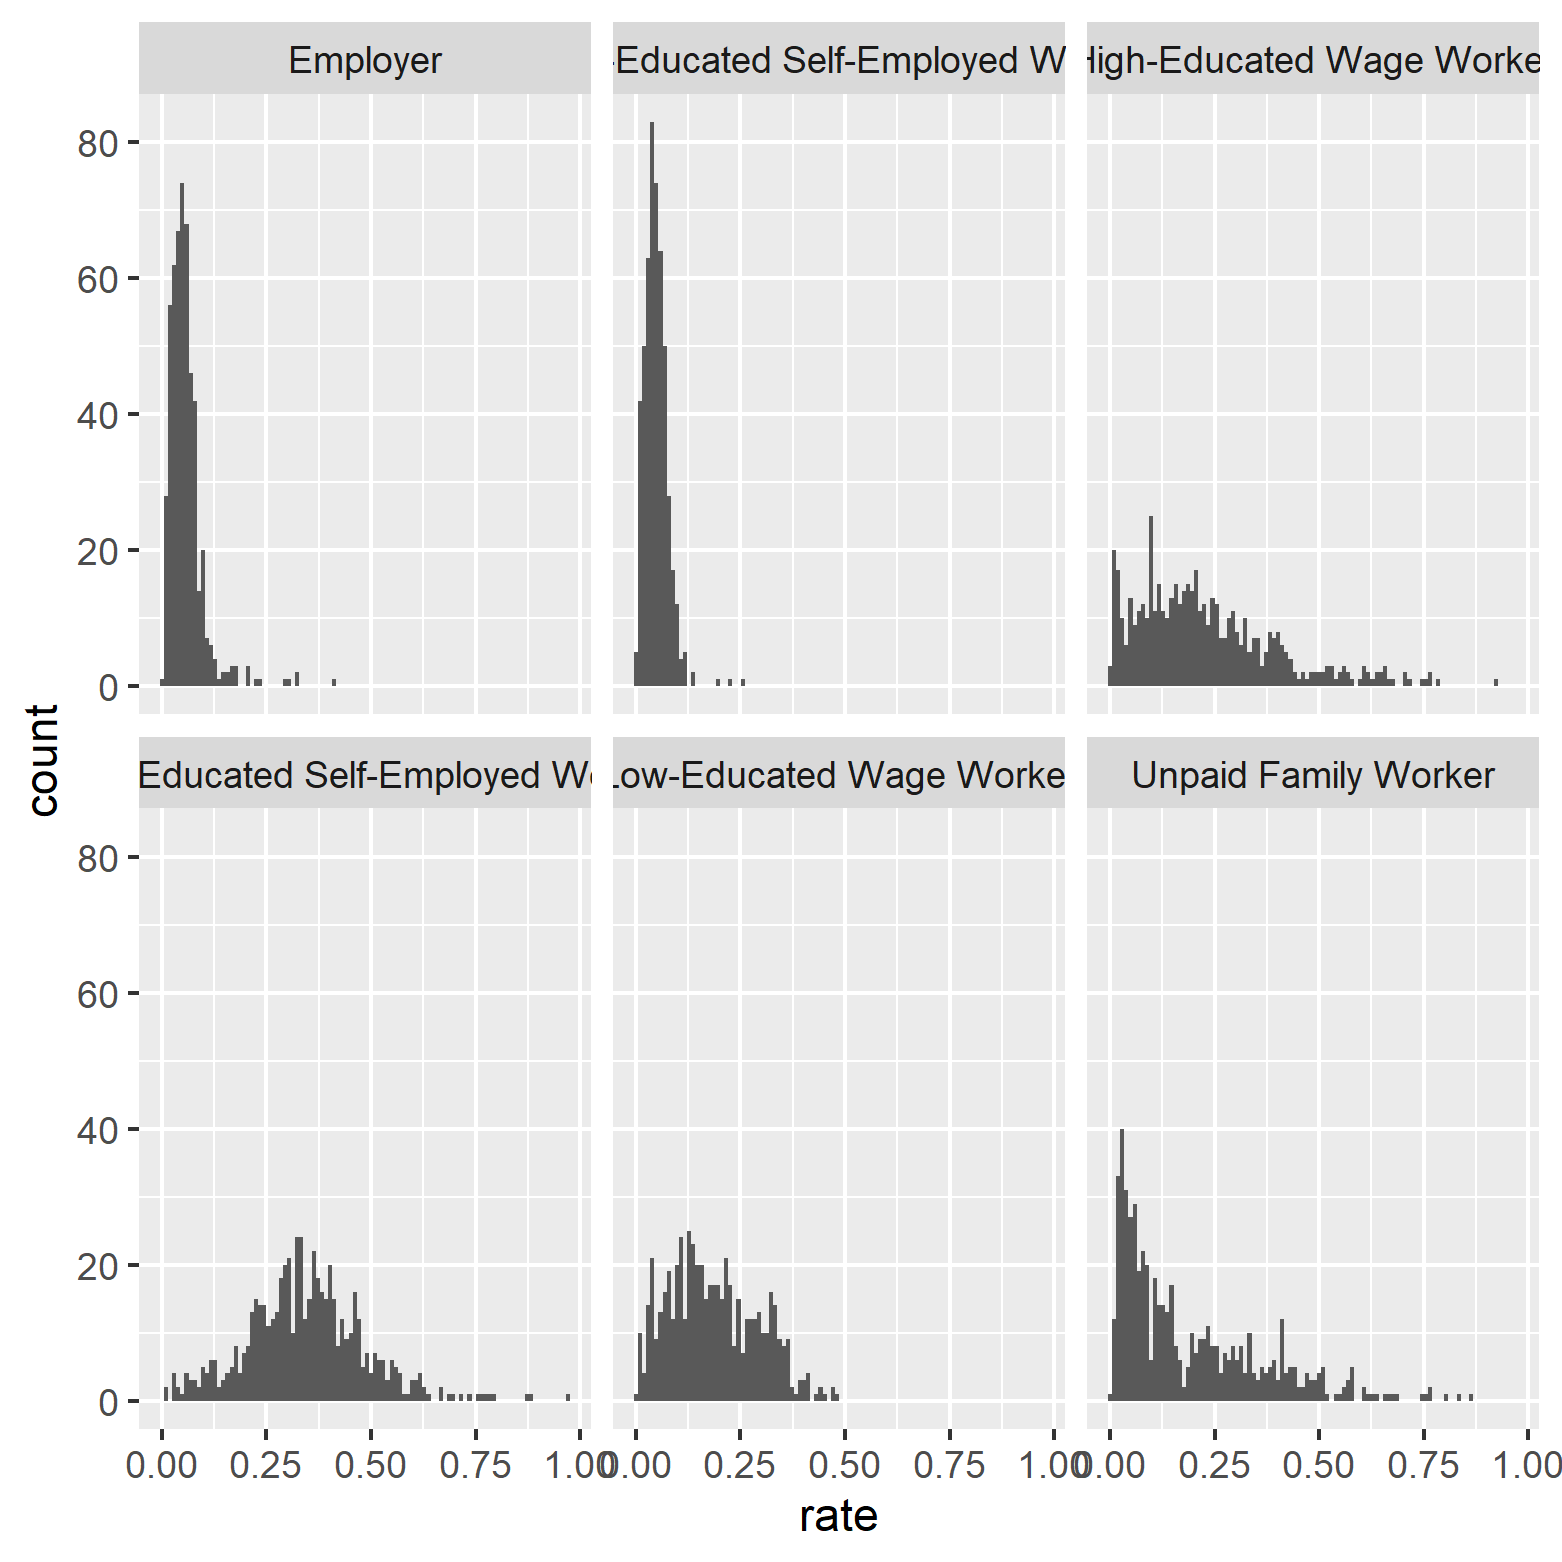 Employer
-Educated Self-Employed W
High-Educated Wage Worke
80
60
40
20
0
Educated Self-Employed Wo
Low-Educated Wage Worke
Unpaid Family Worker
80
60
40
20
0
count
0.00 0.25 0.50 0.75 1.00 0.00 0.25 0.50 0.75 1.00 0.00 0.25 0.50 0.75 1.00
rate